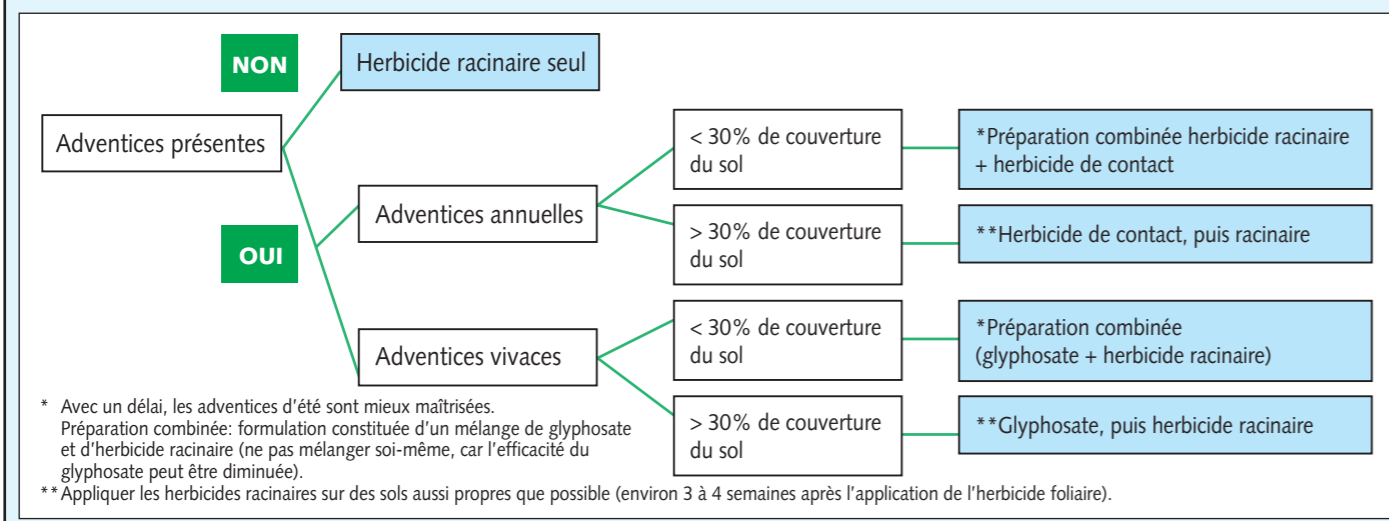 NON
Herbicide racinaire seul
Adventices présentes
OUI
Adventices annuelles
< 30% de couverture
du sol
*Préparation combinée herbicide racinaire
+ herbicide de contact
> 30% de couverture
du sol
**Herbicide de contact, puis racinaire
Adventices vivaces
< 30% de couverture
du sol
*Préparation combinée
(glyphosate + herbicide racinaire)
> 30% de couverture
du sol
**Glyphosate, puis herbicide racinaire
* Avec un délai, les adventices d'été sont mieux maîtrisées.
Préparation combinée: formulation constituée d'un mélange de glyphosate
et d'herbicide racinaire (ne pas mélanger soi-même, car l'efficacité du
glyphosate peut être diminuée).
**Appliquer les herbicides racinaires sur des sols aussi propres que possible (environ 3 à 4 semaines après l'application de l'herbicide foliaire).